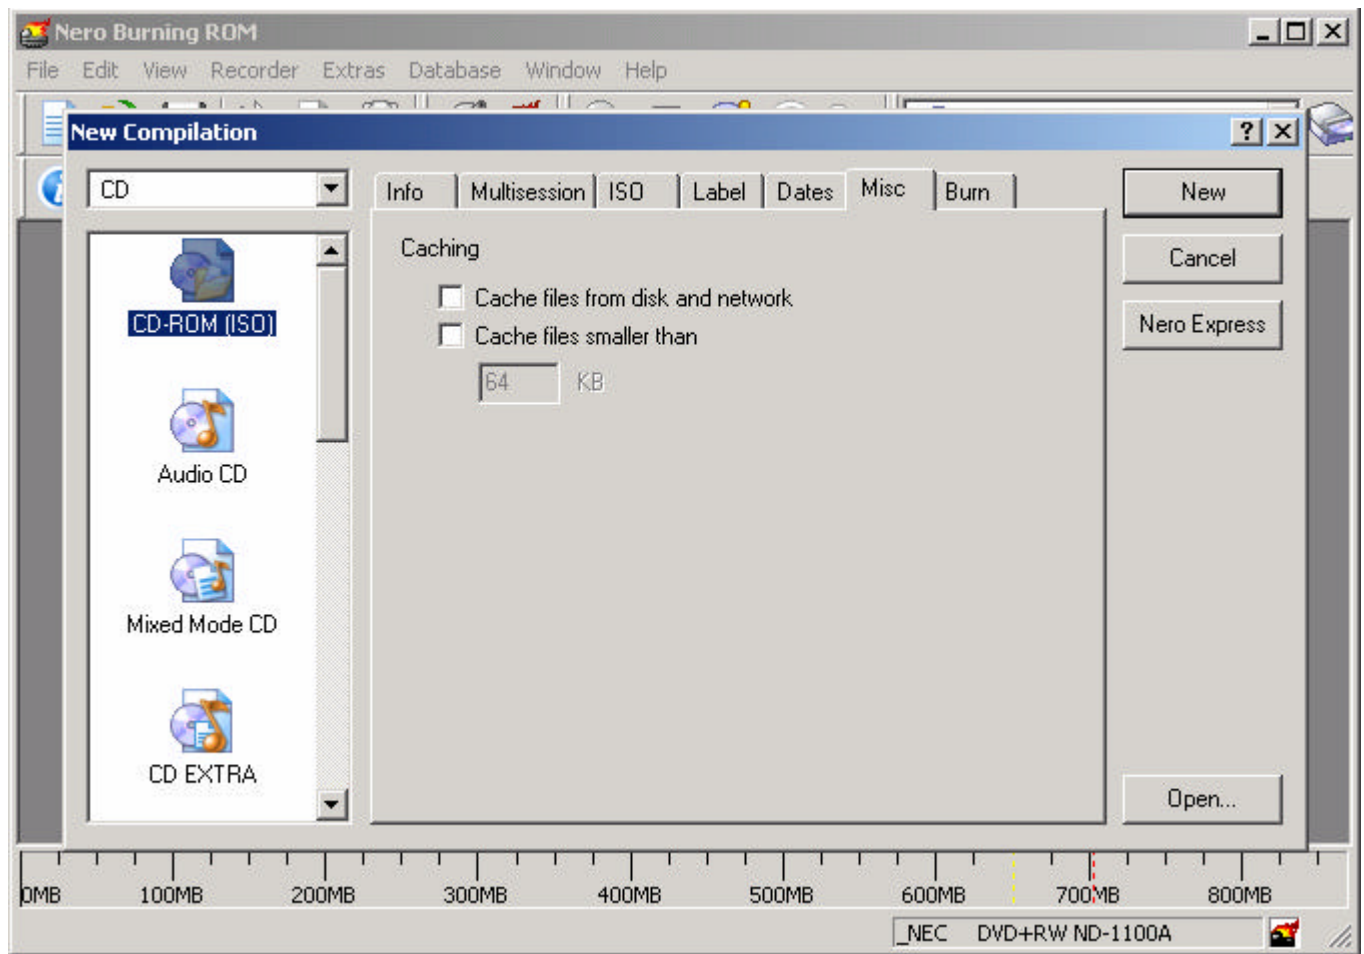 Nero Burning ROM
File Edit View Recorder Extras Database Window Help
New Compilation
CD
Info Multisession ISO Label Dates Misc Burn
New
Caching
Cancel
Cache files from disk and network
CD-ROM (ISO)
Nero Express
Cache files smaller than
64 KB
Audio CD
Mixed Mode CD
CD EXTRA
Open...
0MB 100MB 200MB 300MB 400MB 500MB 600MB 700MB 800MB
_NEC DVD+RW ND-1100A